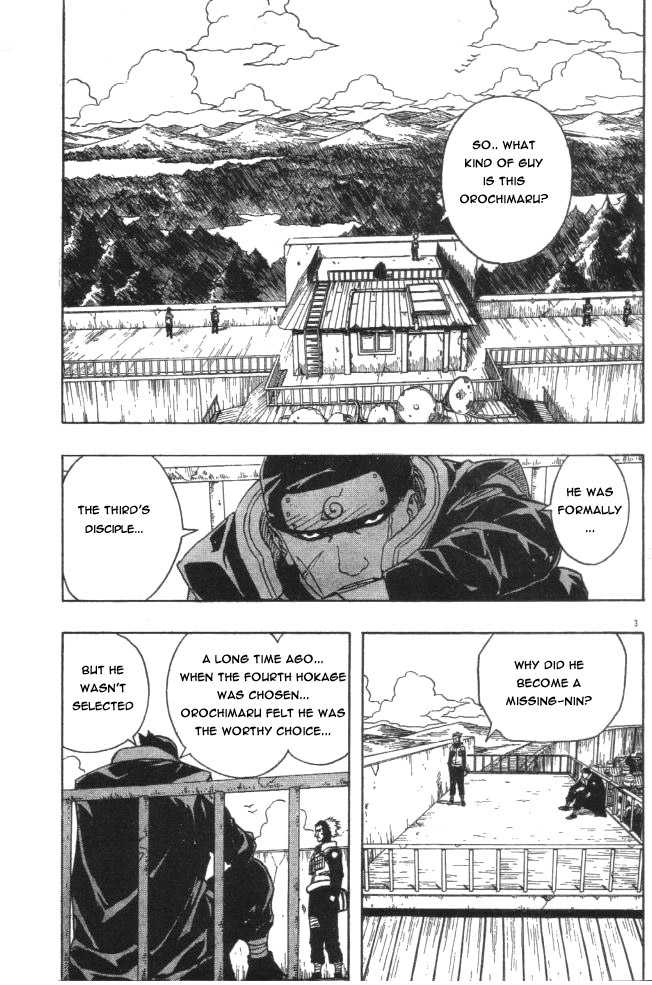 SO.. WHAT
KIND OF GUY
IS THIS
OROCHIMARU?
HE WAS
FORMALLY
...
THE THIRD'S
DISCIPLE...
3
WHY DID HE
BECOME A
MISSING-NIN?
A LONG TIME AGO...
WHEN THE FOURTH HOKAGE
WAS CHOSEN...
OROCHIMARU FELT HE WAS
THE WORTHY CHOICE...
BUT HE
WASN'T
SELECTED